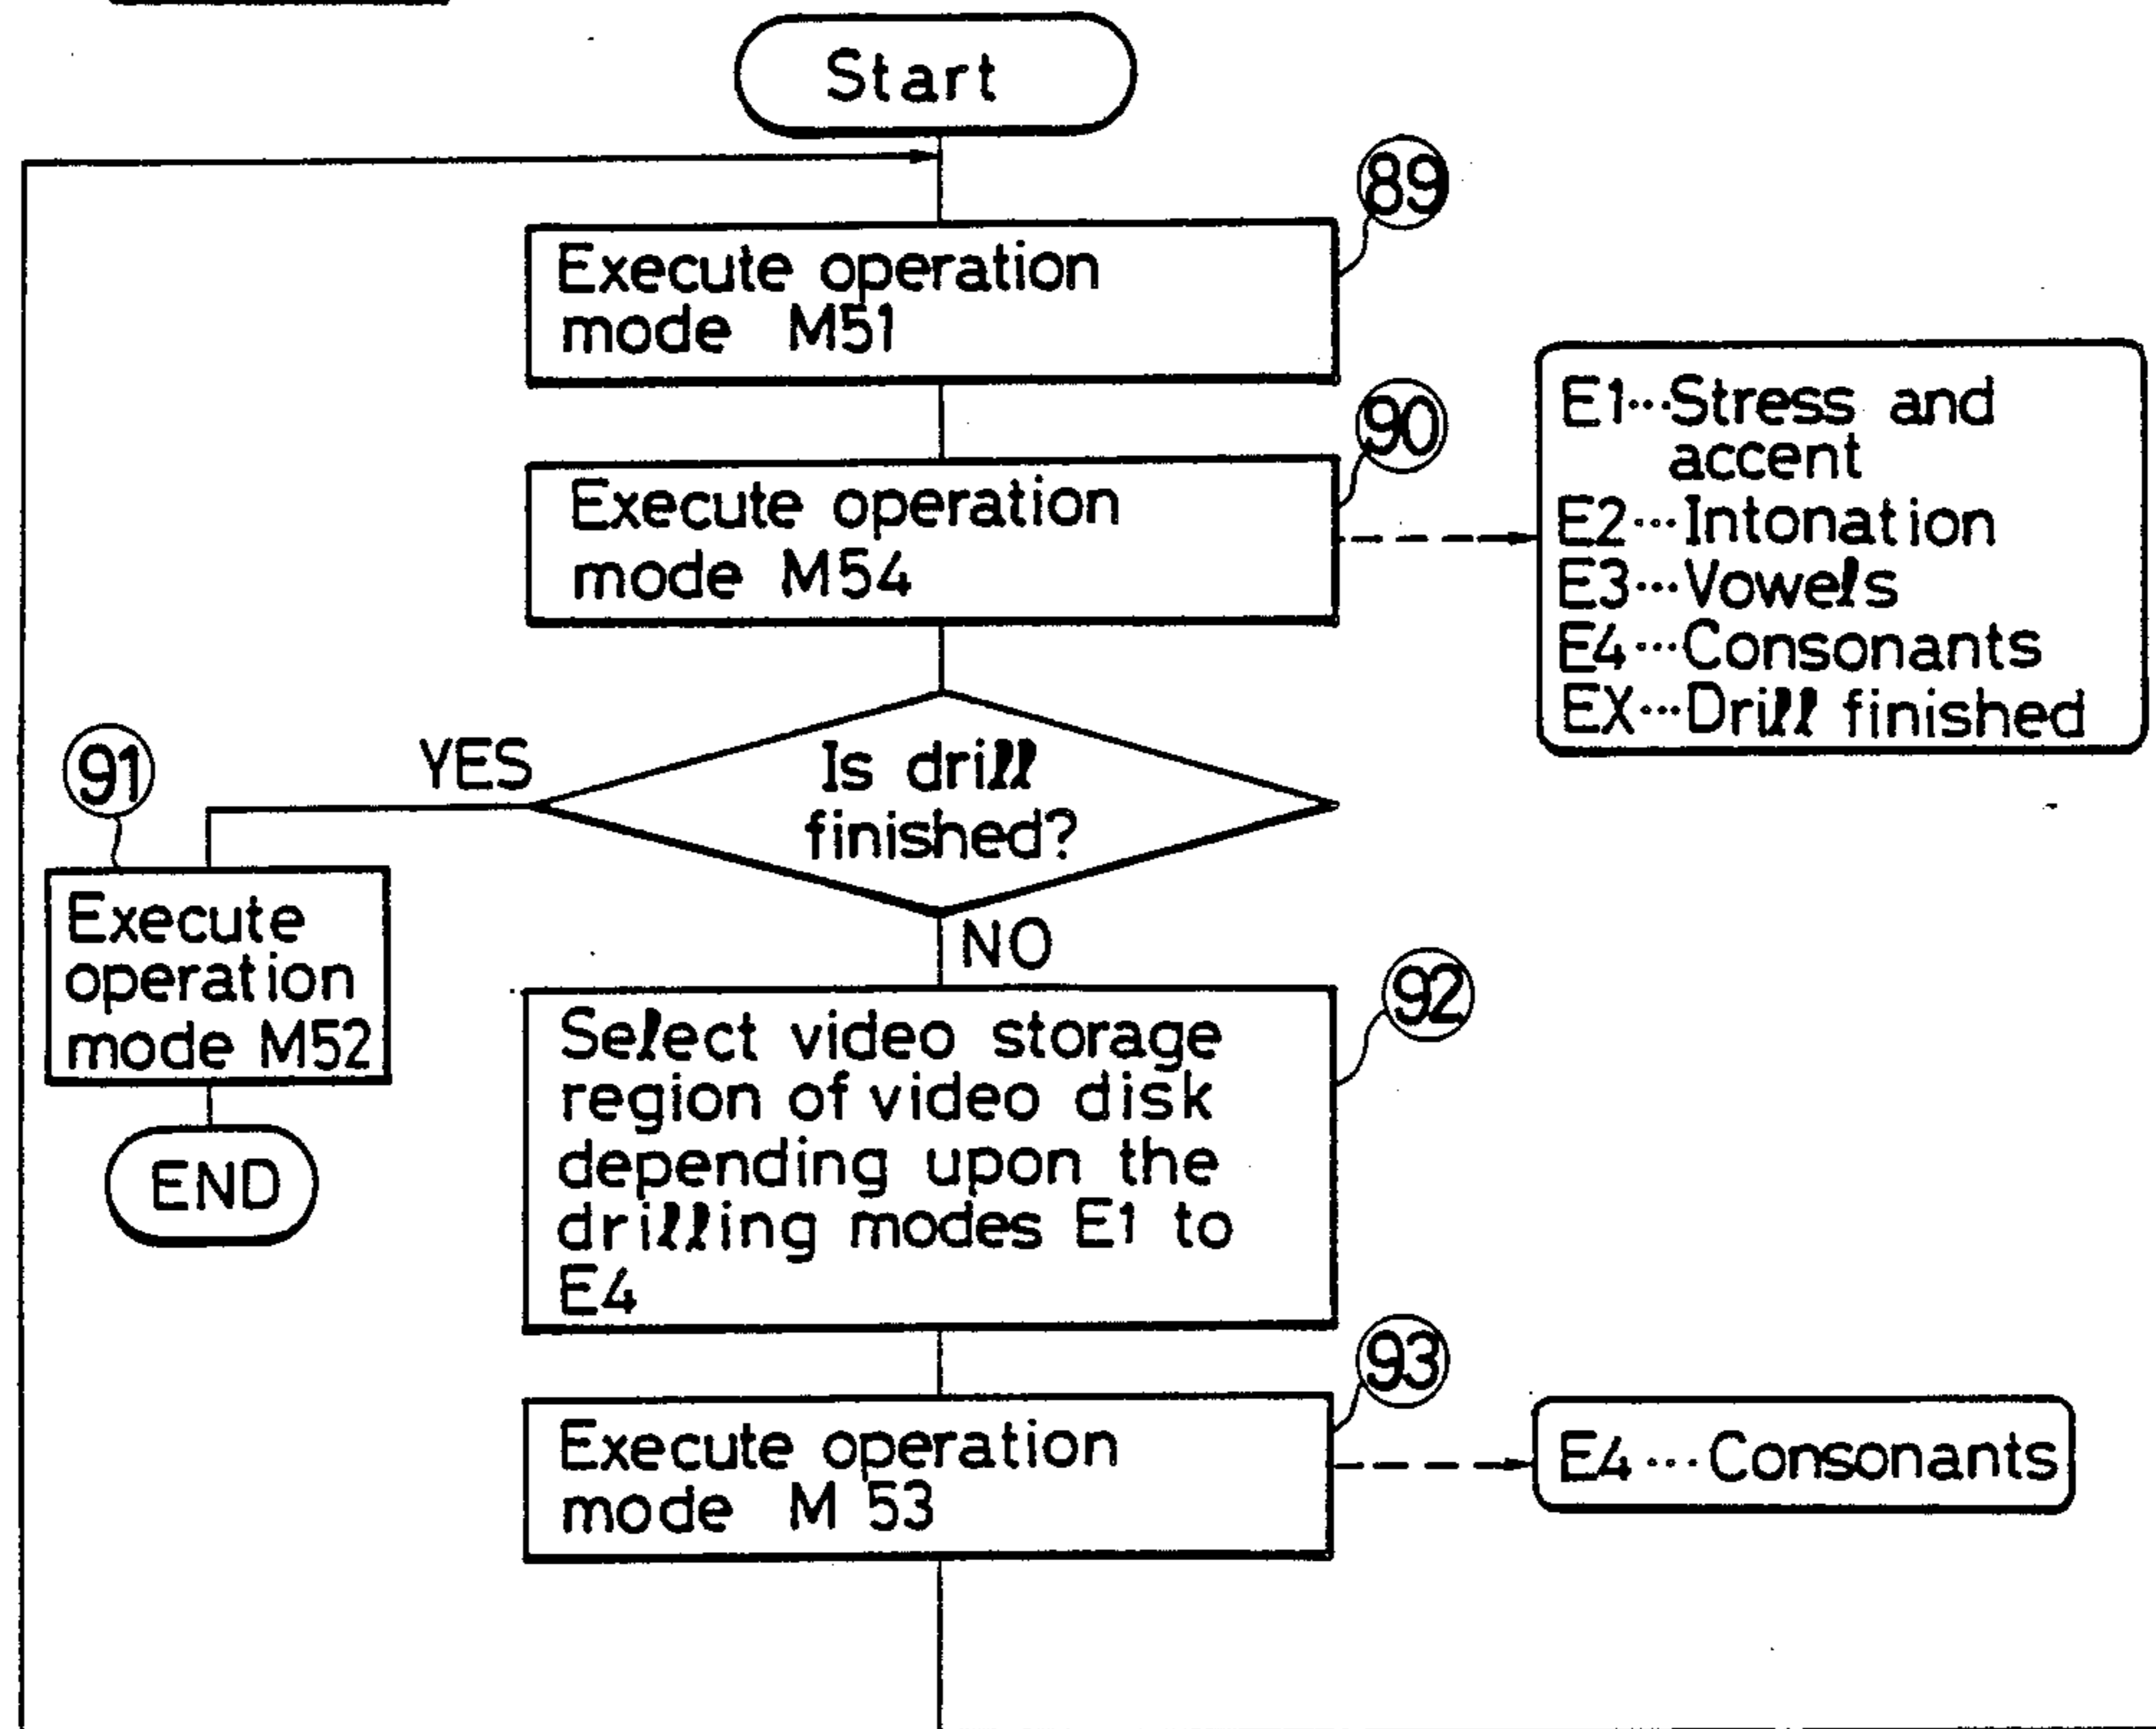 Start
89
Execute operation
mode M51
90
Execute operation
mode M54
E1···Stress and
accent
E2···Intonation
E3···Vowels
E4···Consonants
EX···Drill finished
Is drill
finished?
YES
91
Execute
operation
mode M52
END
NO
92
Select video storage
region of video disk
depending upon the
drilling modes E1 to
E4
93
Execute operation
mode M 53
E4···Consonants